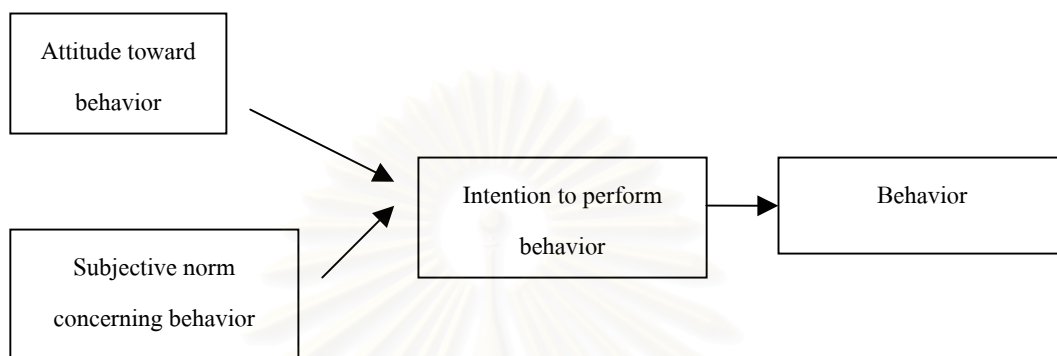 Attitude toward
behavior
Subjective norm
concerning behavior
Intention to perform
behavior
Behavior